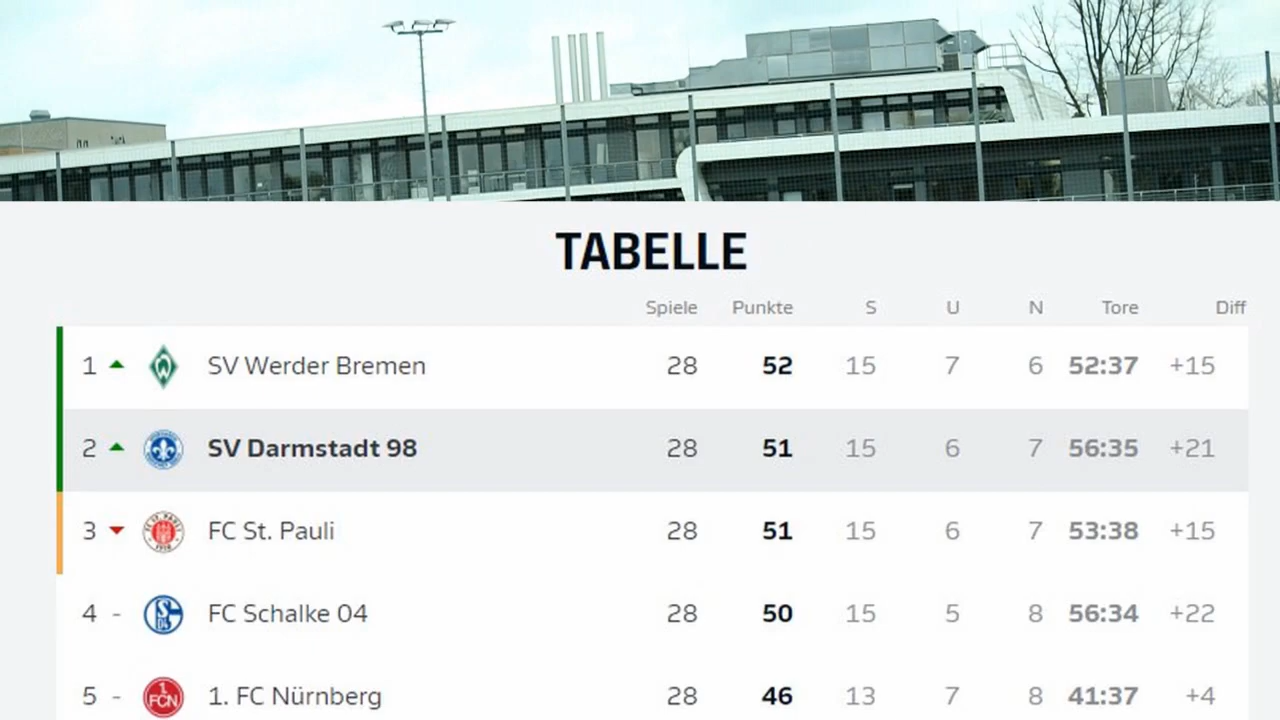 TABELLE
Spiele Punkte S U N Tore Diff
1 SV Werder Bremen 28 52 15 7 6 52:37 +15
2 SV Darmstadt 98 28 51 15 6 7 56:35 +21
3 FC St. Pauli 28 51 15 6 7 53:38 +15
4 - FC Schalke 04 28 50 15 5 8 56:34 +22
5 - 1. FC Nürnberg 28 46 13 7 8 41:37 +4